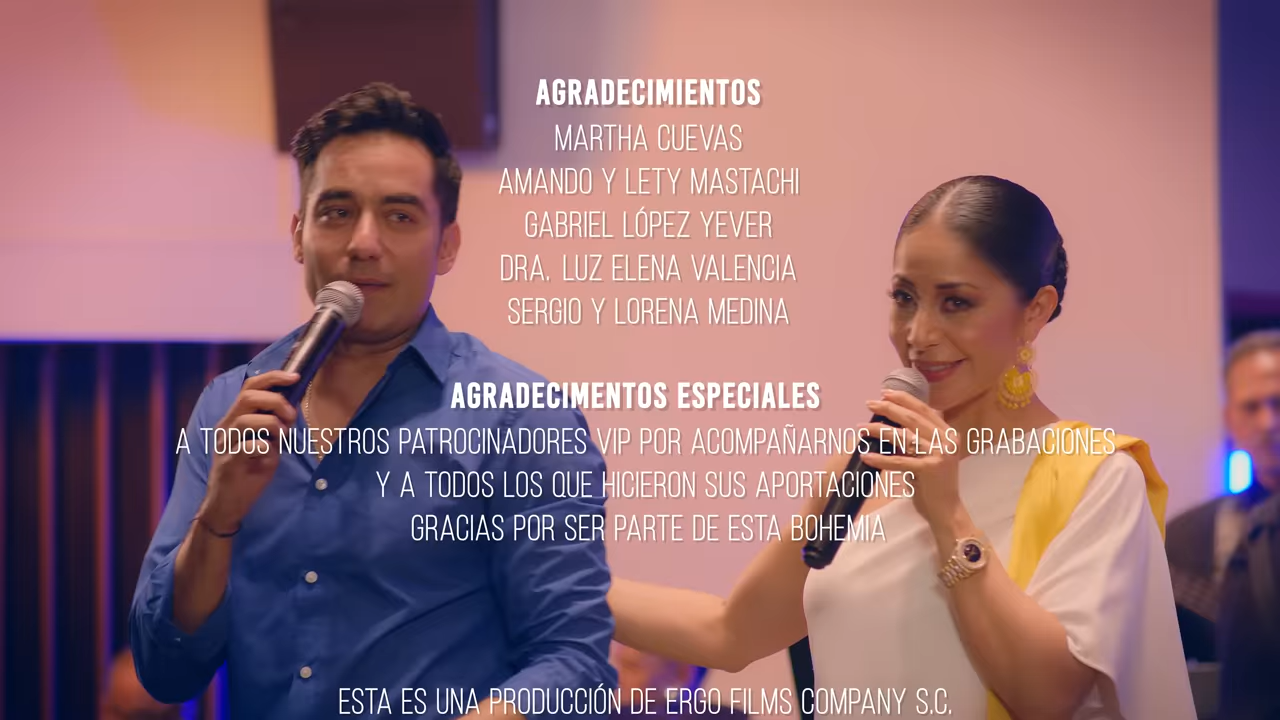 AGRADECIMIENTOS
MARTHA CUEVAS
AMANDO Y LETY MASTACHI
GABRIEL LÓPEZ YEVER
DRA. LUZ ELENA VALENCIA
SERGIO Y LORENA MEDINA
AGRADECIMENTOS ESPECIALES
A TODOS NUESTROS PATROCINADORES VIP POR ACOMPAÑARNOS EN LAS GRABACIONES
Y A TODOS LOS QUE HICIERON SUS APORTACIONES
GRACIAS POR SER PARTE DE ESTA BOHEMIA
ESTA ES UNA PRODUCCIÓN DE ERGO FILMS COMPANY S.C.